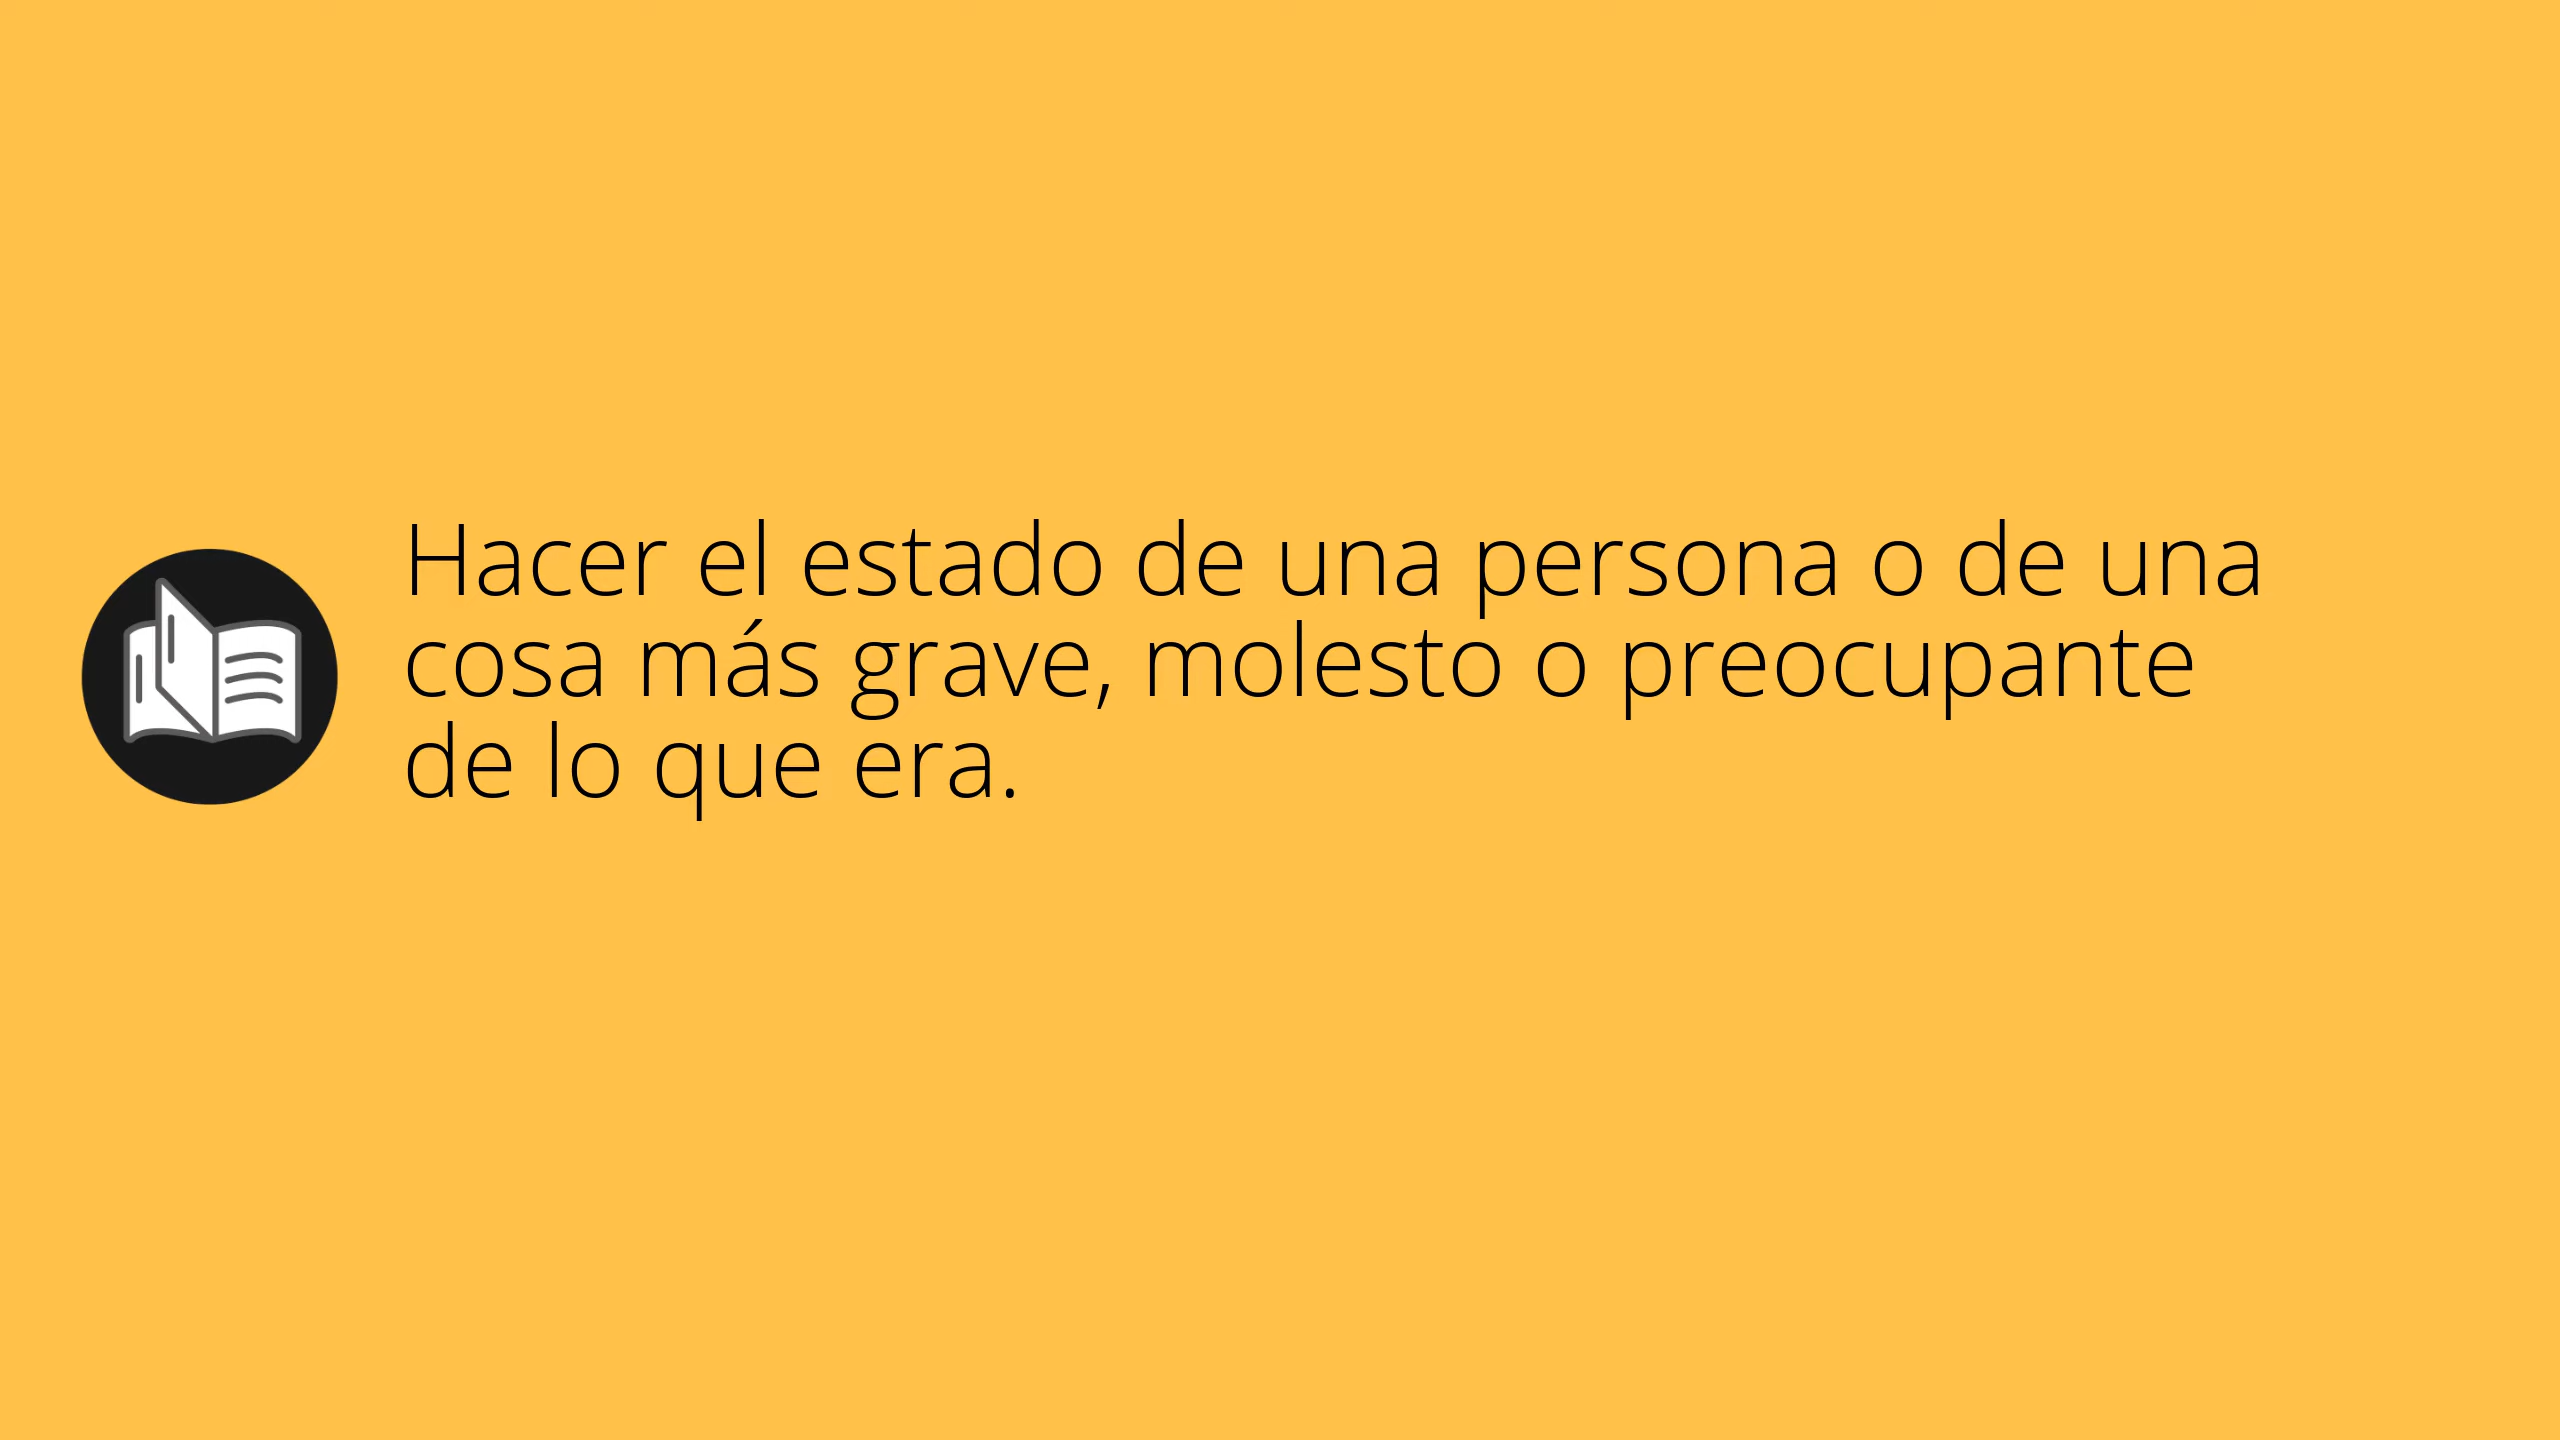 Hacer el estado de una persona o de una
cosa más grave, molesto o preocupante
de lo que era.